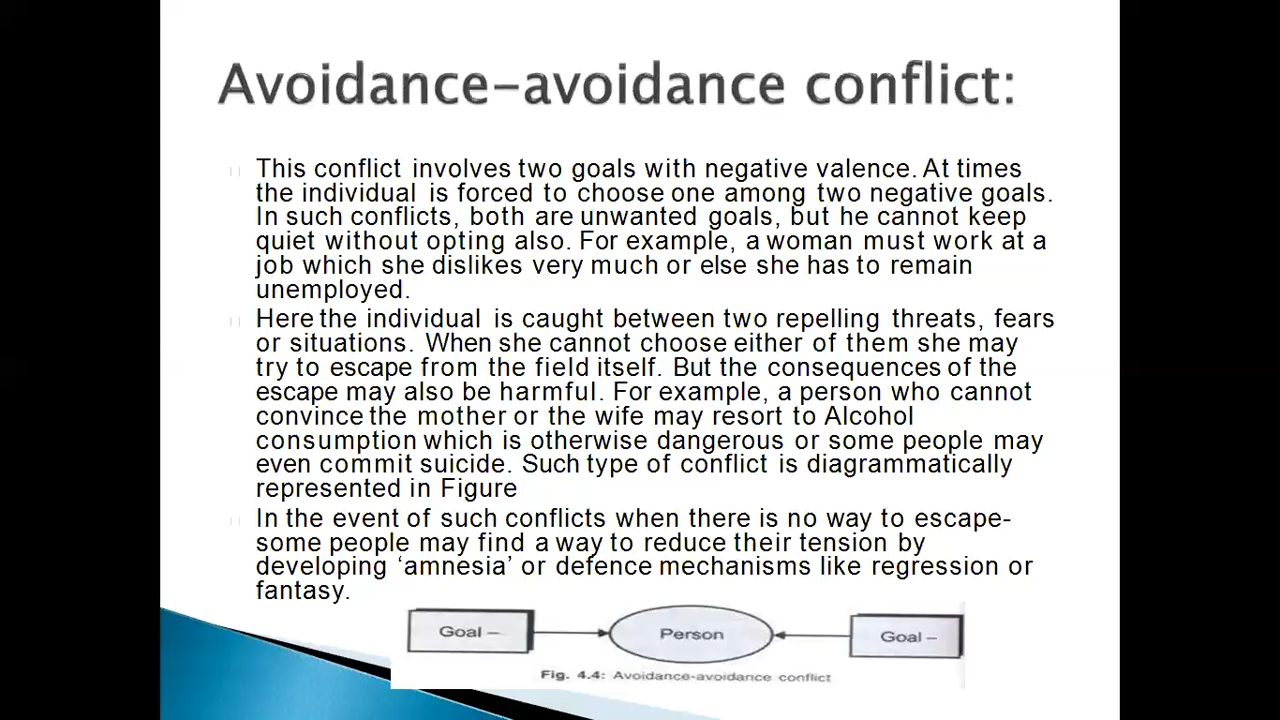 Avoidance-avoidance conflict:
This conflict involves two goals with negative valence. At times
the individual is forced to choose one among two negative goals.
In such conflicts, both are unwanted goals, but he cannot keep
quiet without opting also. For example, a woman must work at a
job which she dislikes very much or else she has to remain
unemployed.
Here the individual is caught between two repelling threats, fears
or situations. When she cannot choose either of them she may
try to escape from the field itself. But the consequences of the
escape may also be harmful. For example, a person who cannot
convince the mother or the wife may resort to Alcohol
consumption which is otherwise dangerous or some people may
even commit suicide. Such type of conflict is diagrammatically
represented in Figure
In the event of such conflicts when there is no way to escape-
some people may find a way to reduce their tension by
developing ‘amnesia’ or defence mechanisms like regression or
fantasy.
Goal – Person Goal –
Fig. 4.4: Avoidance-avoidance conflict